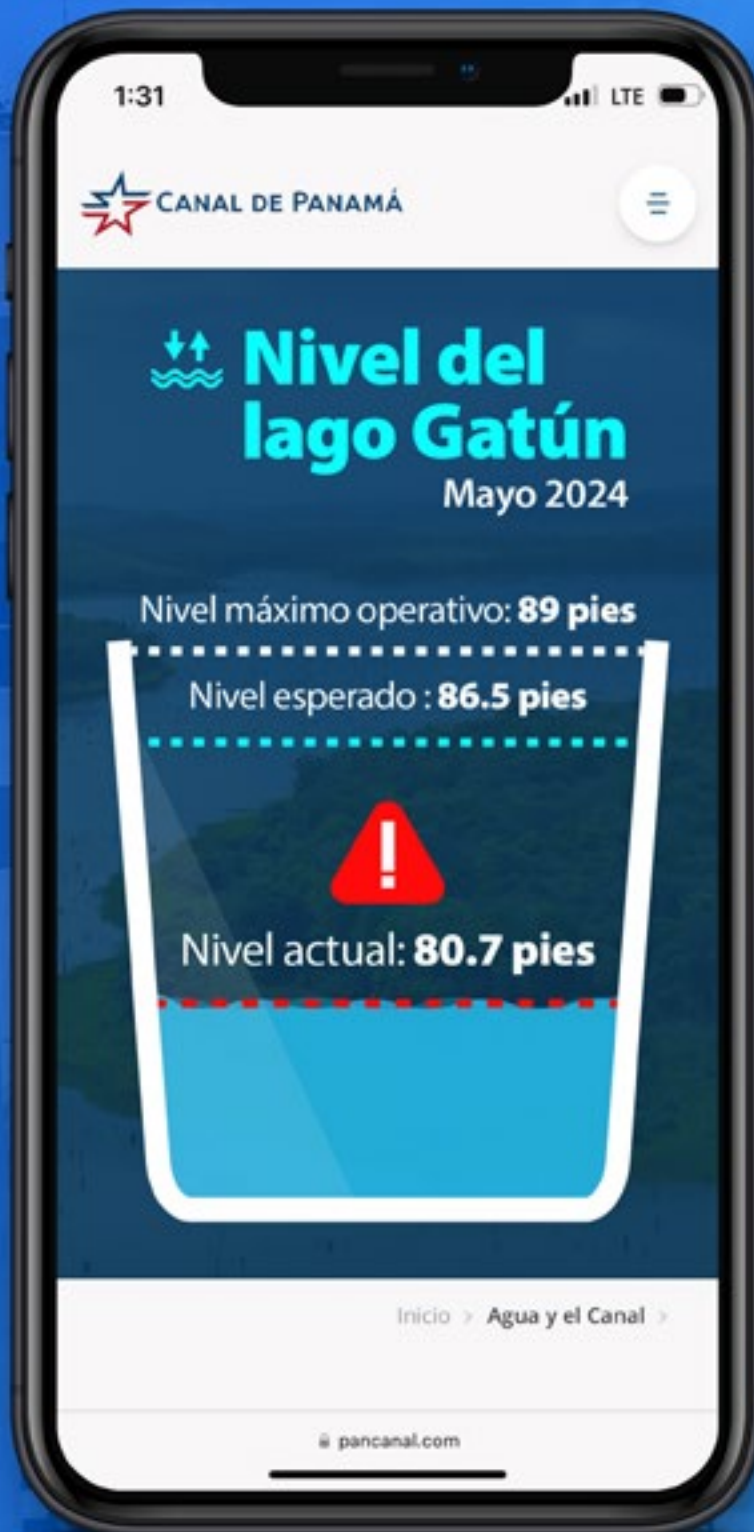 1:31
LTE
CANAL DE PANAMÁ
Nivel del
lago Gatún
Mayo 2024
Nivel máximo operativo: 89 pies
Nivel esperado : 86.5 pies
!
Nivel actual: 80.7 pies
Inicio > Agua y el Canal >
pancanal.com